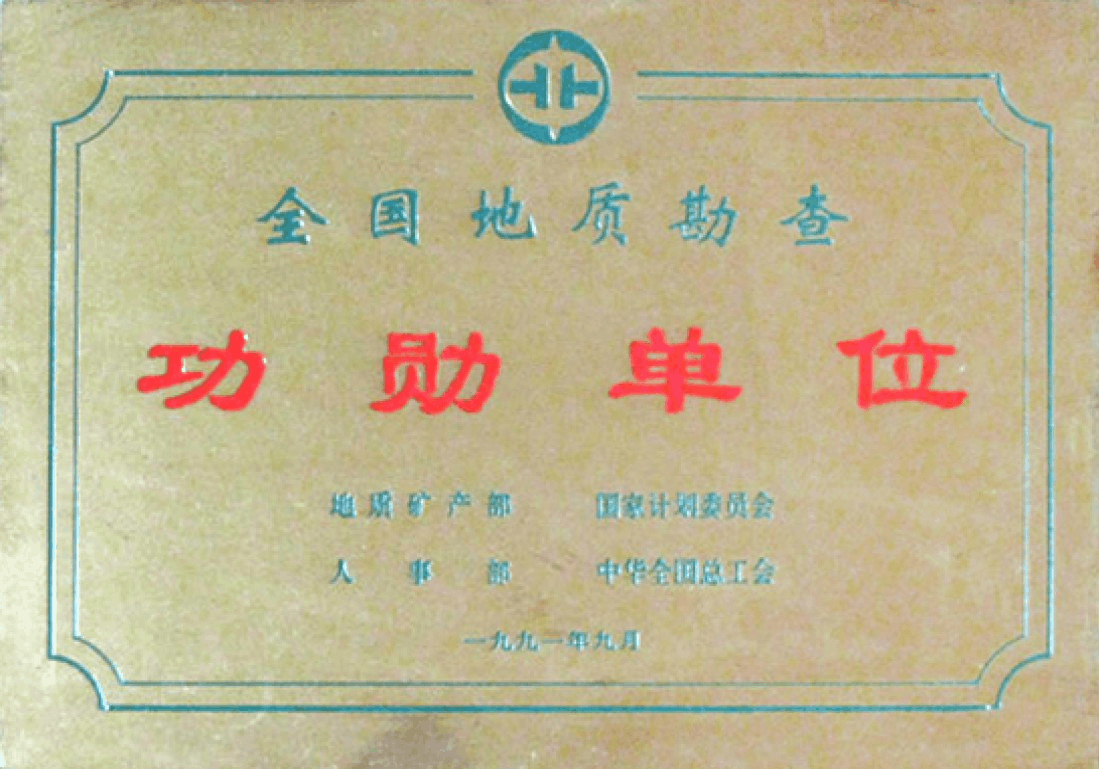 全国地质勘查
功勋单位
地质矿产部 国家计划委员会
人事部 中华全国总工会
一九九一年九月